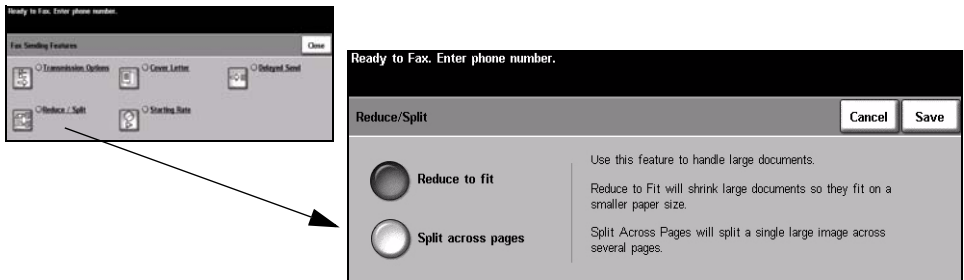 Ready to Fax. Enter phone number.
Fax Sending Features
Close
Transmission Options
Cover Letter
Delayed Send
Reduce / Split
Starting Rate
Ready to Fax. Enter phone number.
Reduce/Split
Cancel
Save
Reduce to fit
Split across pages
Use this feature to handle large documents.
Reduce to Fit will shrink large documents so they fit on a
smaller paper size.
Split Across Pages will split a single large image across
several pages.